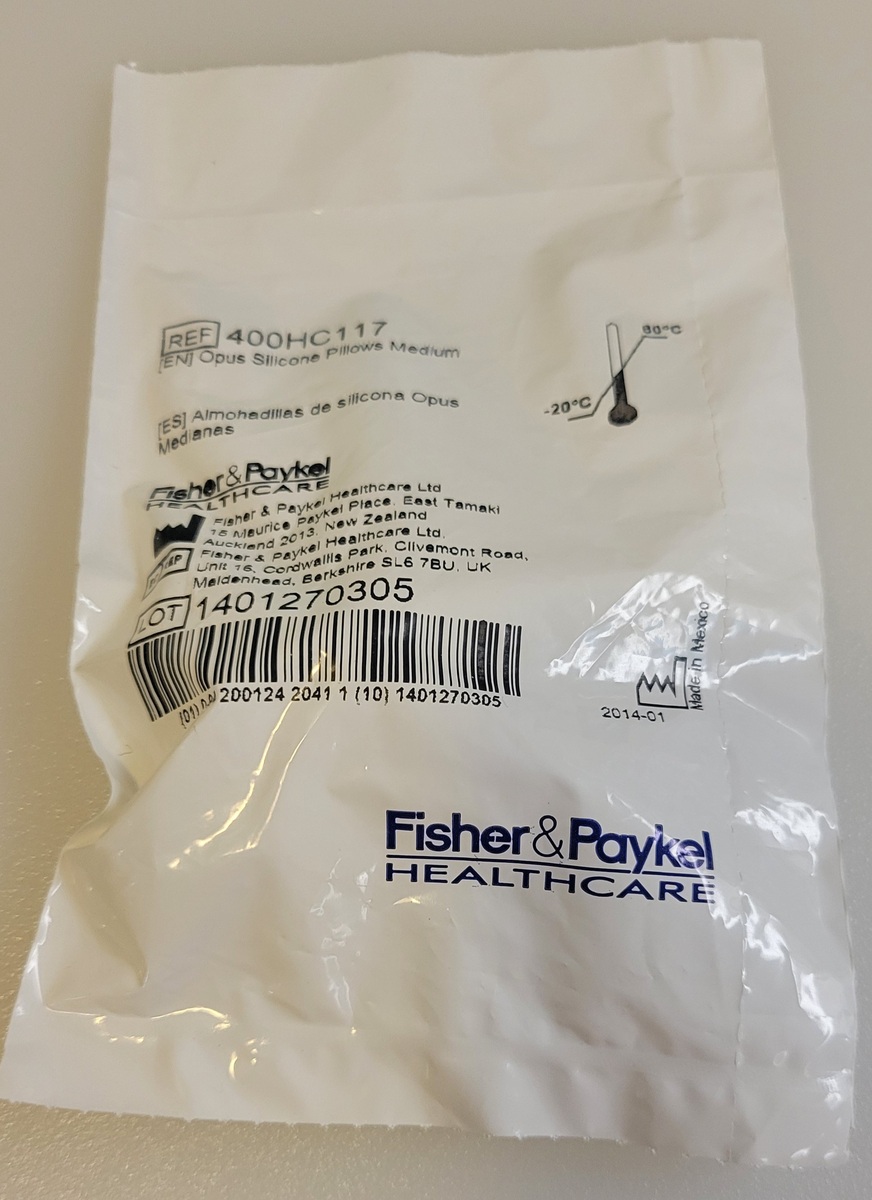 REF 400HC117
[EN] Opus Silicone Pillows Medium
60°C
-20°C
[ES] Almohadillas de silicona Opus
Medianas
Fisher & Paykel
HEALTHCARE
Fisher & Paykel Healthcare Ltd
15 Maurice Paykel Place, East Tamaki
Auckland 2013, New Zealand
Fisher & Paykel Healthcare Ltd,
Unit 16, Cordwallis Park, Clivemont Road,
Maidenhead, Berkshire SL6 7BU, UK
LOT 1401270305
(01) 200124 2041 1 (10) 1401270305
Made in Mexico
2014-01
Fisher & Paykel
HEALTHCARE